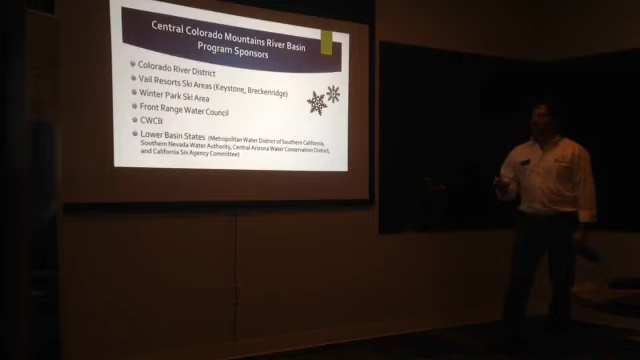 Central Colorado Mountains River Basin
Program Sponsors
Colorado River District
Vail Resorts Ski Areas (Keystone, Breckenridge)
Winter Park Ski Area
Front Range Water Council
CWCB
Lower Basin States (Metropolitan Water District of Southern California,
Southern Nevada Water Authority, Central Arizona Water Conservation District,
and California Six Agency Committee)